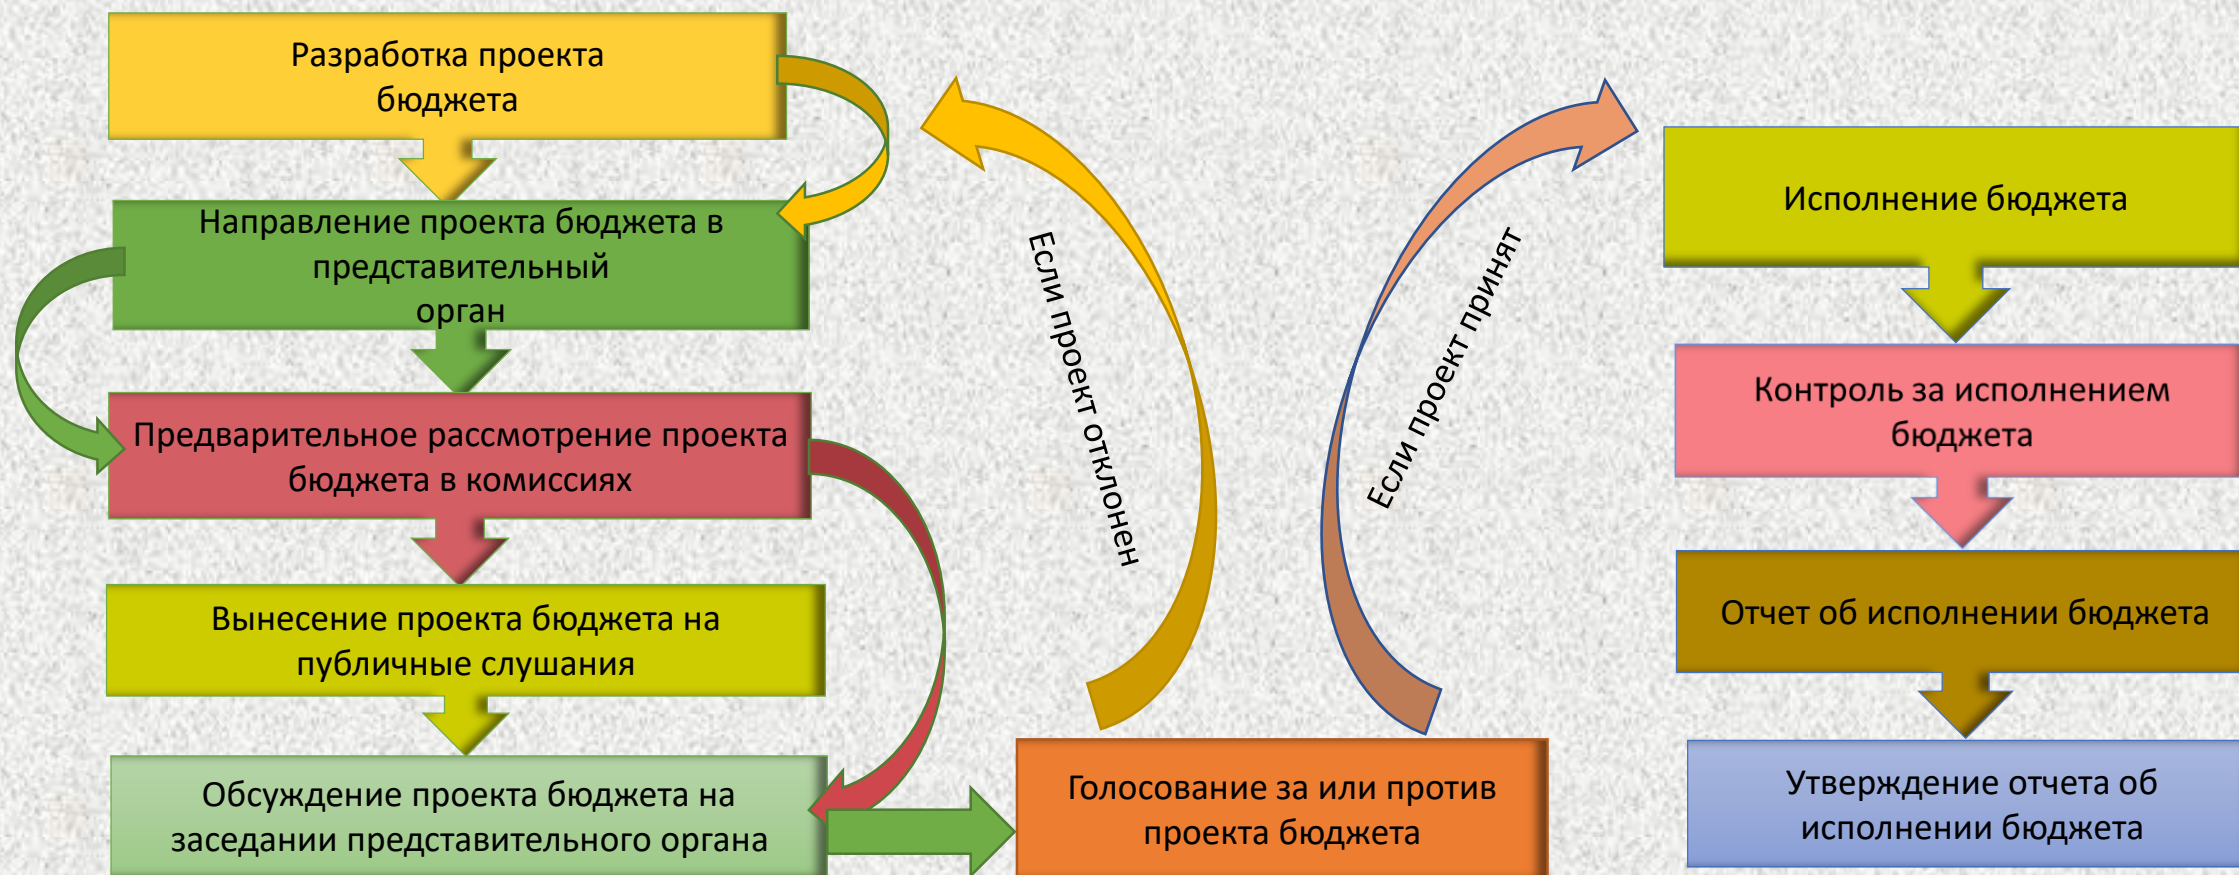 Разработка проекта
бюджета
Направление проекта бюджета в
представительный
орган
Предварительное рассмотрение проекта
бюджета в комиссиях
Вынесение проекта бюджета на
публичные слушания
Обсуждение проекта бюджета на
заседании представительного органа
Голосование за или против
проекта бюджета
Если проект отклонен
Если проект принят
Исполнение бюджета
Контроль за исполнением
бюджета
Отчет об исполнении бюджета
Утверждение отчета об
исполнении бюджета